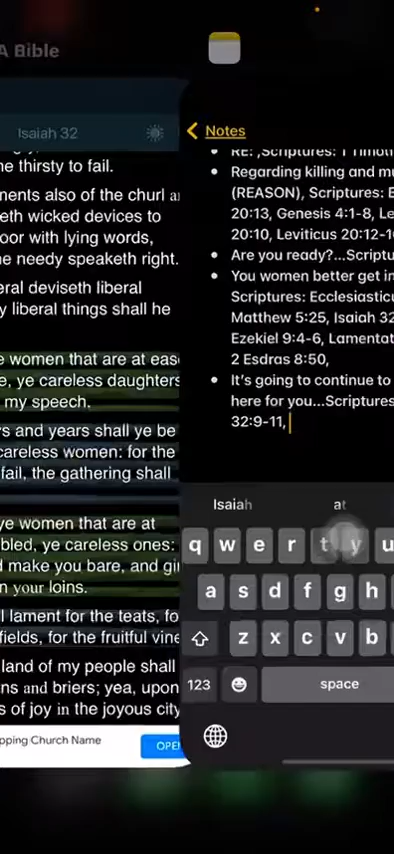 A Bible
Isaiah 32
ne thirsty to fail.
ments also of the churl
eth wicked devices to
oor with lying words,
ne needy speaketh right.
eral deviseth liberal
y liberal things shall he
e women that are at ease
e, ye careless daughters
my speech.
s and years shall ye be
careless women: for the
fail, the gathering shall
ye women that are at
bled, ye careless ones:
d make you bare, and gi
n your loins.
l lament for the teats, fo
fields, for the fruitful vine
land of my people shall
ns and briers; yea, upon
s of joy in the joyous city
pping Church Name
OPE
Notes
• RE: ,Scriptures: 1 Timoti
• Regarding killing and mu
(REASON), Scriptures: E
20:13, Genesis 4:1-8, Le
20:10, Leviticus 20:12-1
• Are you ready?...Scriptu
• You women better get in
Scriptures: Ecclesiastic
Matthew 5:25, Isaiah 32
Ezekiel 9:4-6, Lamentat
2 Esdras 8:50,
• It's going to continue to
here for you...Scriptures
32:9-11,
Isaiah at
q w e r t y u
a s d f g h
z x c v b
123 space